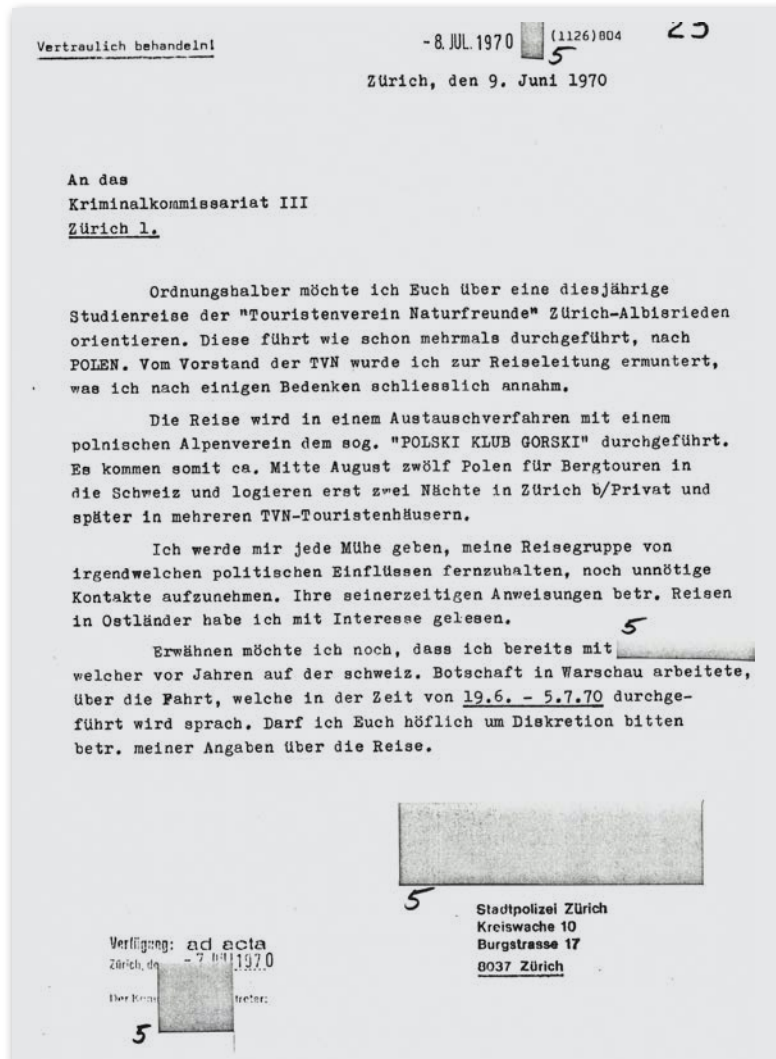 Vertraulich behandeln!
- 8. JUL. 1970
(1126)804
5
Zürich, den 9. Juni 1970
An das
Kriminalkommissariat III
Zürich 1.
Ordnungshalber möchte ich Euch über eine diesjährige
Studienreise der "Touristenverein Naturfreunde" Zürich-Albisrieden
orientieren. Diese führt wie schon mehrmals durchgeführt, nach
POLEN. Vom Vorstand der TVN wurde ich zur Reiseleitung ermuntert,
was ich nach einigen Bedenken schliesslich annahm.
Die Reise wird in einem Austauschverfahren mit einem
polnischen Alpenverein dem sog. "POLSKI KLUB GORSKI" durchgeführt.
Es kommen somit ca. Mitte August zwölf Polen für Bergtouren in
die Schweiz und logieren erst zwei Nächte in Zürich b/Privat und
später in mehreren TVN-Touristenhäusern.
Ich werde mir jede Mühe geben, meine Reisegruppe von
irgendwelchen politischen Einflüssen fernzuhalten, noch unnötige
Kontakte aufzunehmen. Ihre seinerzeitigen Anweisungen betr. Reisen
in Ostländer habe ich mit Interesse gelesen.
5
Erwähnen möchte ich noch, dass ich bereits mit
welcher vor Jahren auf der schweiz. Botschaft in Warschau arbeitete,
über die Fahrt, welche in der Zeit von 19.6. - 5.7.70 durchge-
führt wird sprach. Darf ich Euch höflich um Diskretion bitten
betr. meiner Angaben über die Reise.
5
Stadtpolizei Zürich
Kreiswache 10
Burgstrasse 17
8037 Zürich
Verfügung: ad acta
Zürich, 1970
5